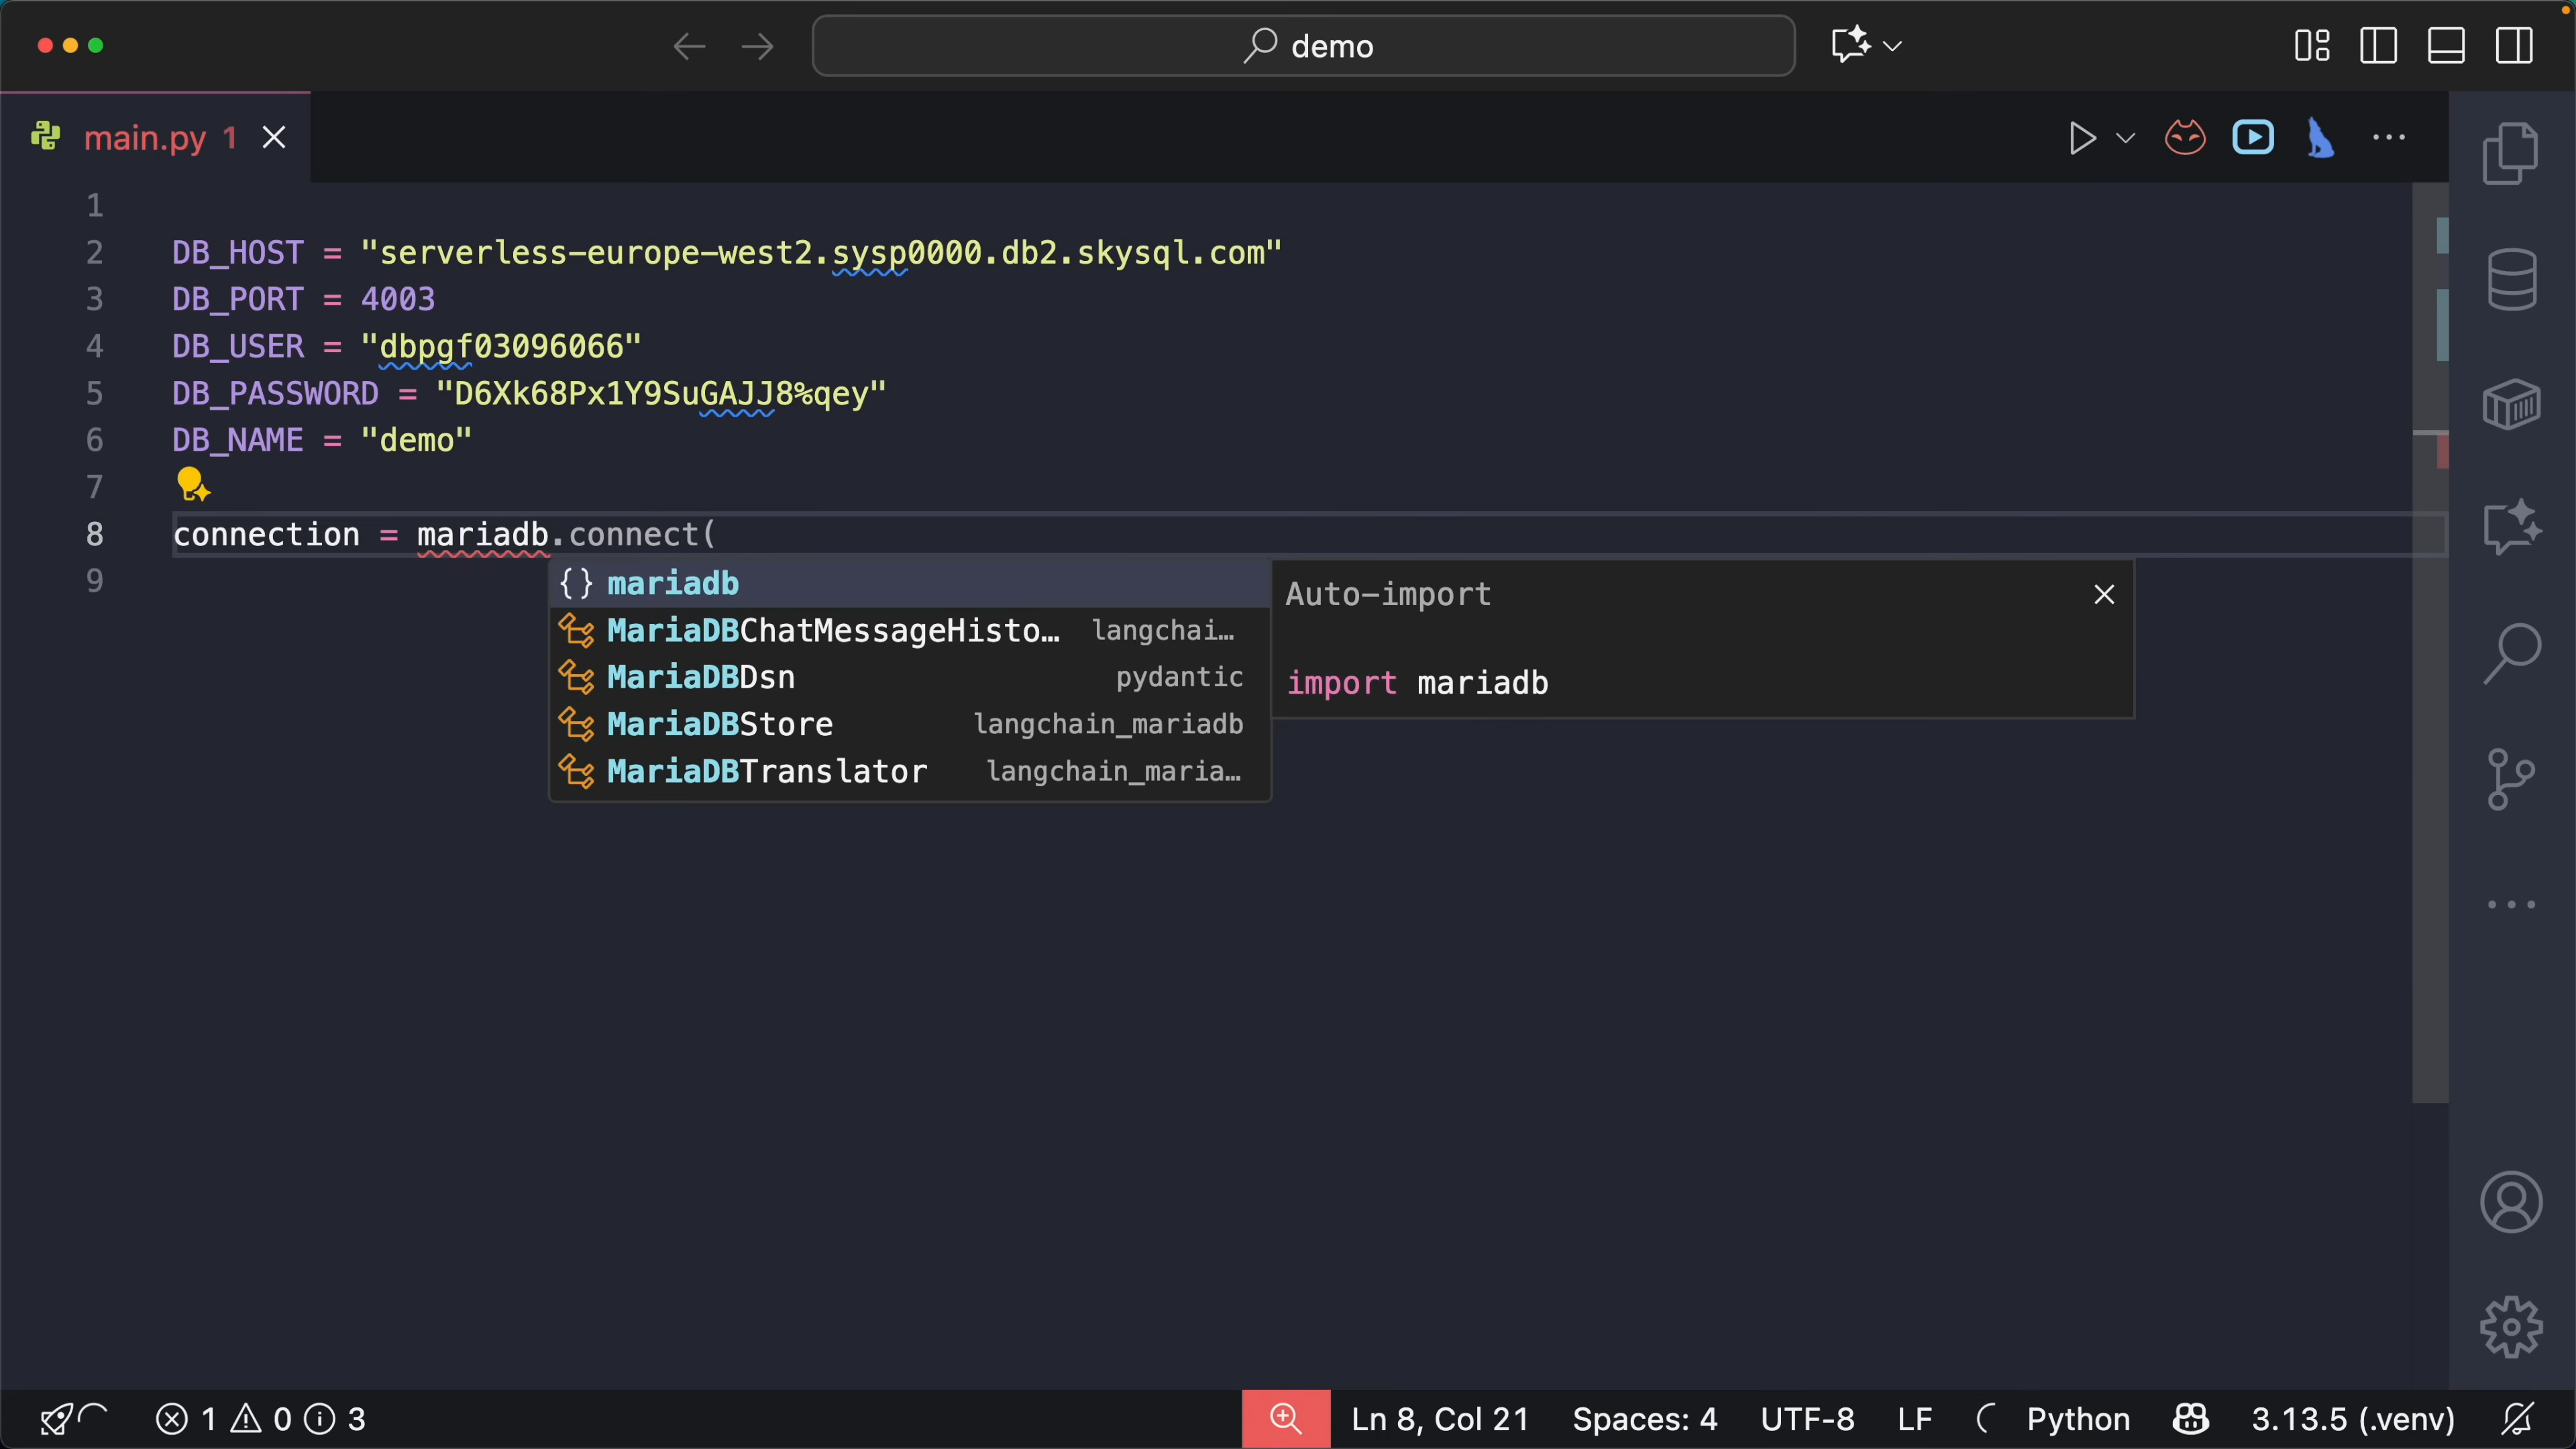 demo
main.py 1
1
2 DB_HOST = "serverless-europe-west2.sysp0000.db2.skysql.com"
3 DB_PORT = 4003
4 DB_USER = "dbpgf03096066"
5 DB_PASSWORD = "D6Xk68Px1Y9SuGAJJ8%qey"
6 DB_NAME = "demo"
7
8 connection = mariadb.connect(
9
{} mariadb
MariaDBChatMessageHisto… langchai…
MariaDBDsn pydantic
MariaDBStore langchain_mariadb
MariaDBTranslator langchain_maria…
Auto-import
import mariadb
1 0 3 Ln 8, Col 21 Spaces: 4 UTF-8 LF Python 3.13.5 (.venv)